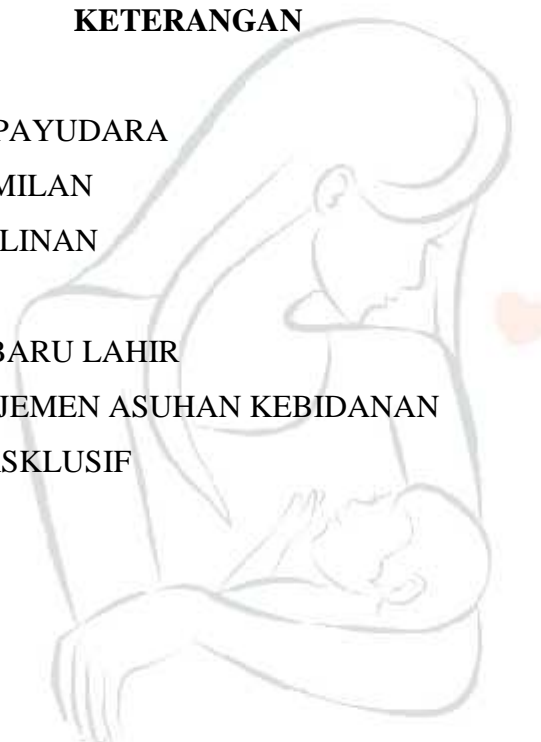 KETERANGAN
PAYUDARA
MILAN
LINAN
BARU LAHIR
JEMEN ASUHAN KEBIDANAN
SKLUSIF